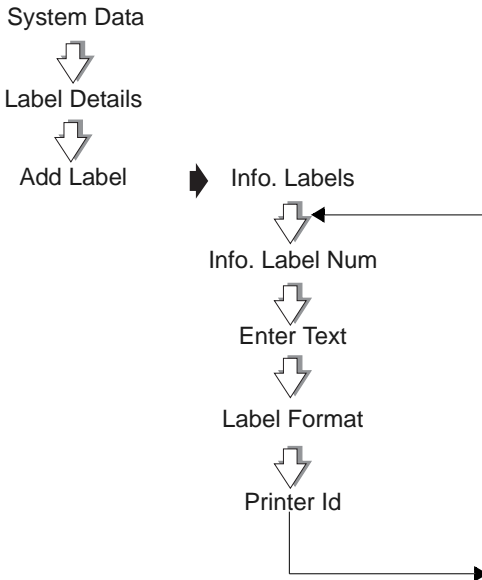 System Data
Label Details
Add Label
Info. Labels
Info. Label Num
Enter Text
Label Format
Printer Id